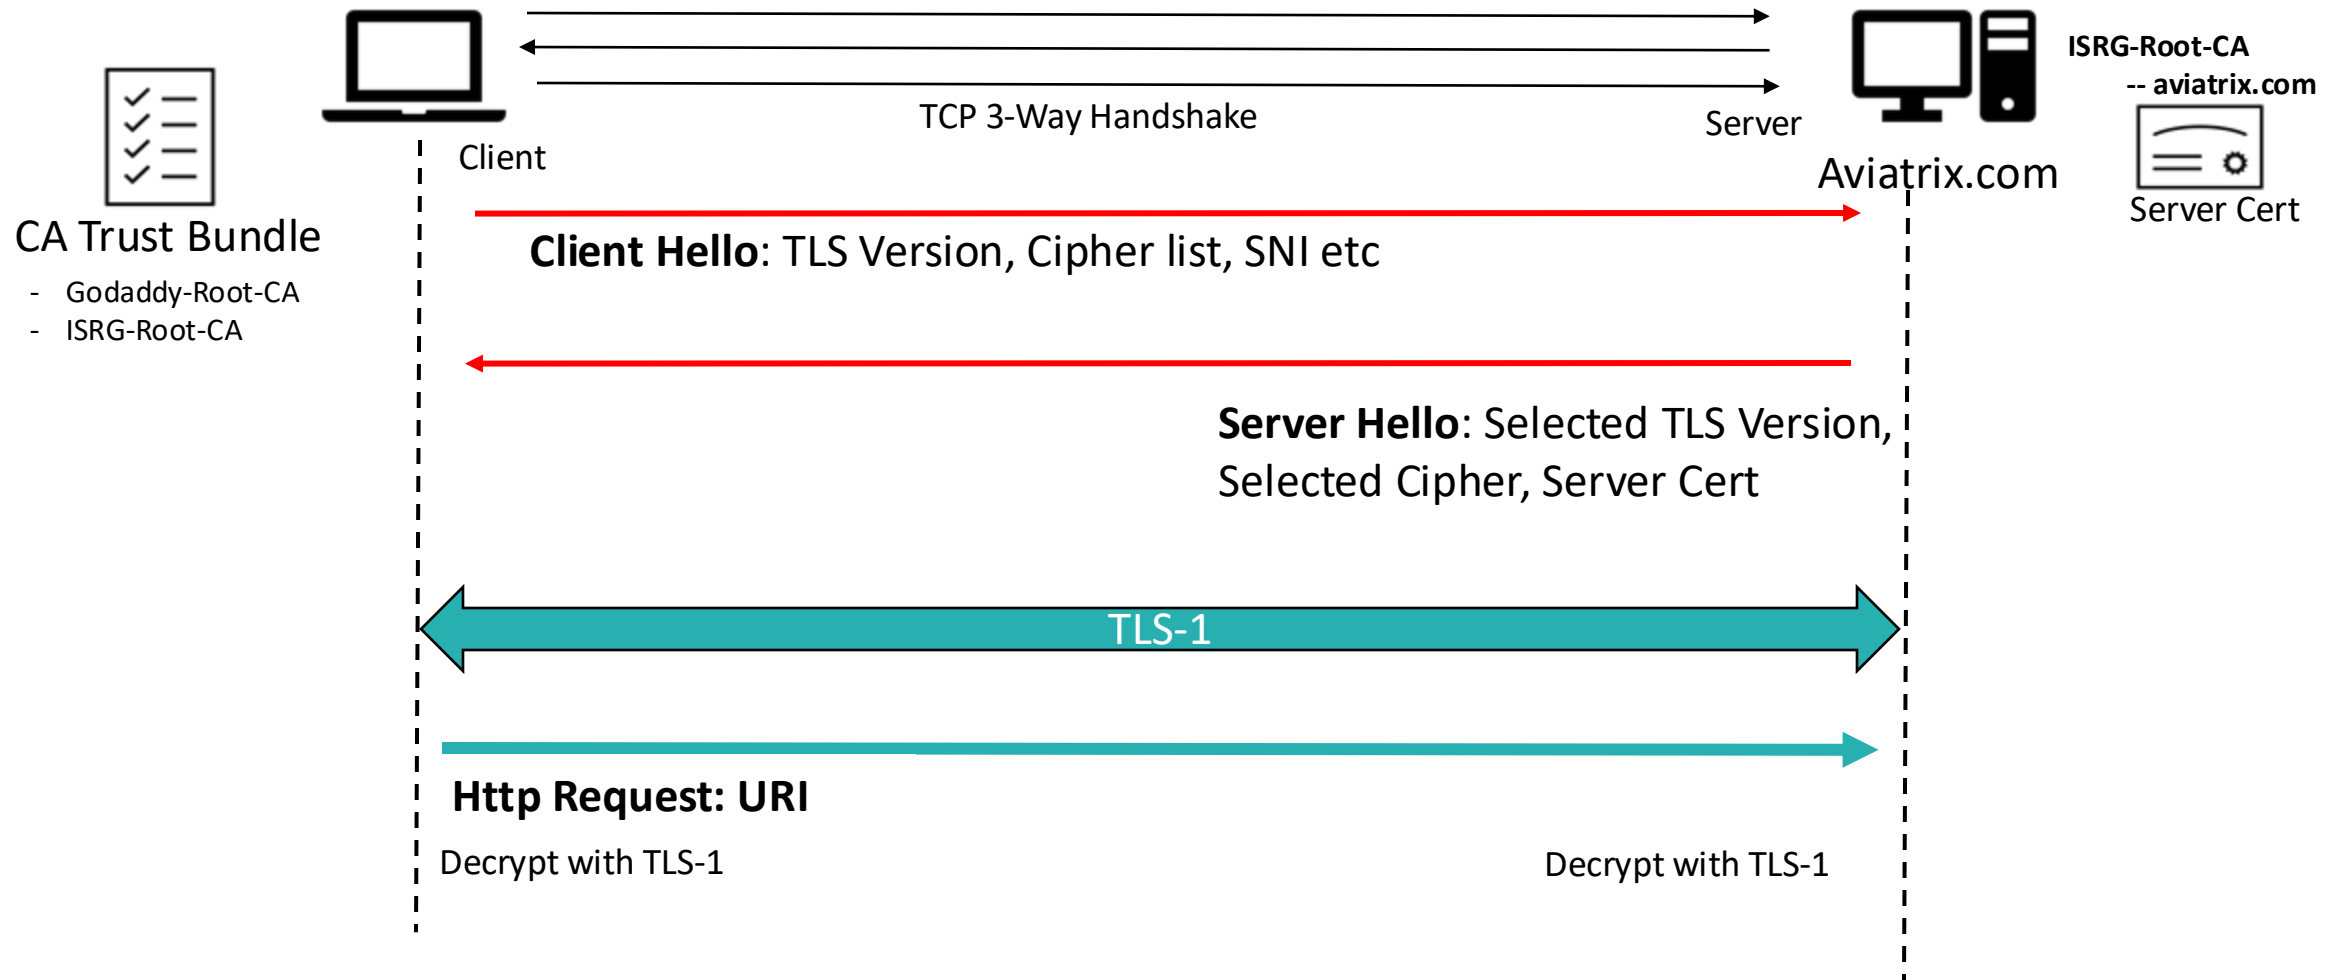 ISRG-Root-CA
-- aviatrix.com
TCP 3-Way Handshake
Server
Client
Aviatrix.com
Server Cert
CA Trust Bundle
- Godaddy-Root-CA
- ISRG-Root-CA
Client Hello: TLS Version, Cipher list, SNI etc
Server Hello: Selected TLS Version,
Selected Cipher, Server Cert
TLS-1
Http Request: URI
Decrypt with TLS-1
Decrypt with TLS-1